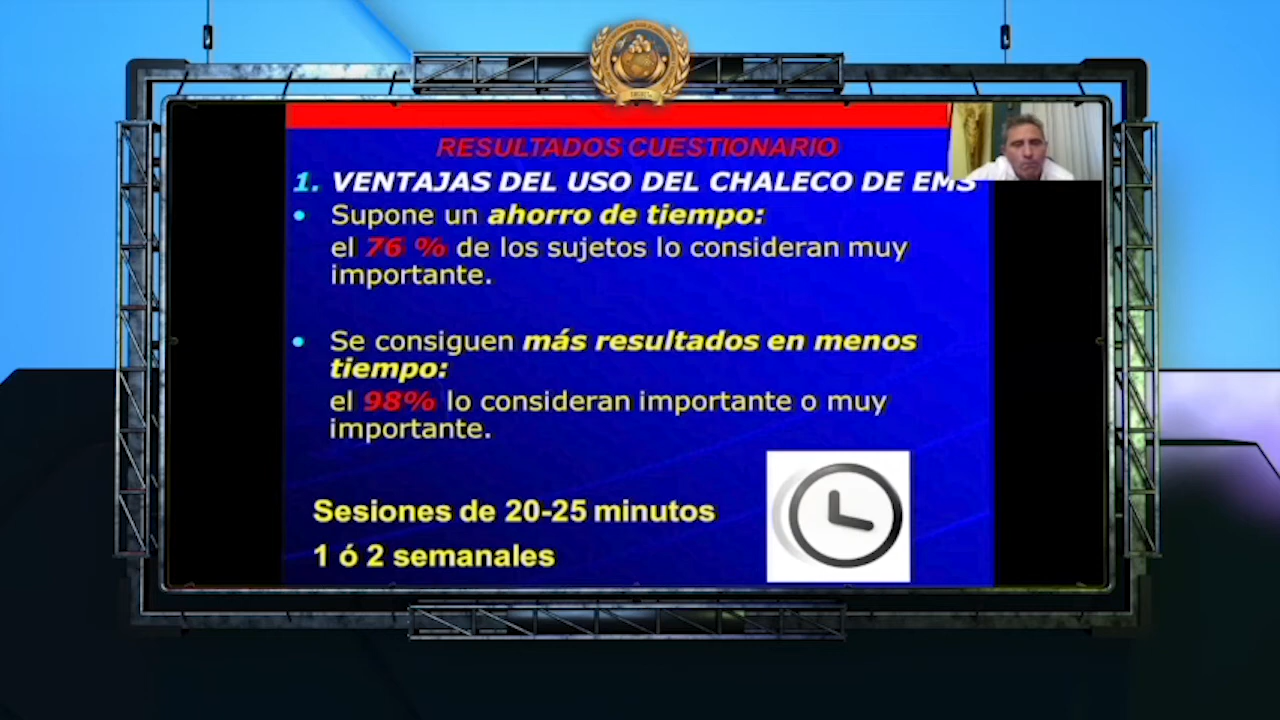 RESULTADOS CUESTIONARIO
1. VENTAJAS DEL USO DEL CHALECO DE EMS
• Supone un ahorro de tiempo:
el 76 % de los sujetos lo consideran muy
importante.
• Se consiguen más resultados en menos
tiempo:
el 98% lo consideran importante o muy
importante.
Sesiones de 20-25 minutos
1 ó 2 semanales